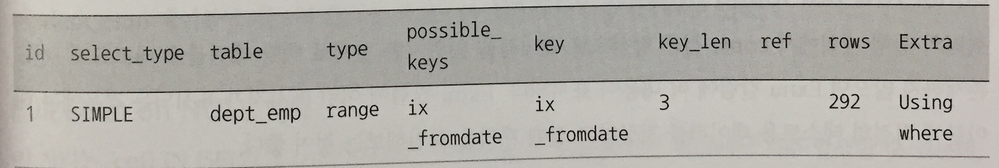 id select_type table type possible_keys key key_len ref rows Extra
1 SIMPLE dept_emp range ix_fromdate ix_fromdate 3 292 Using where